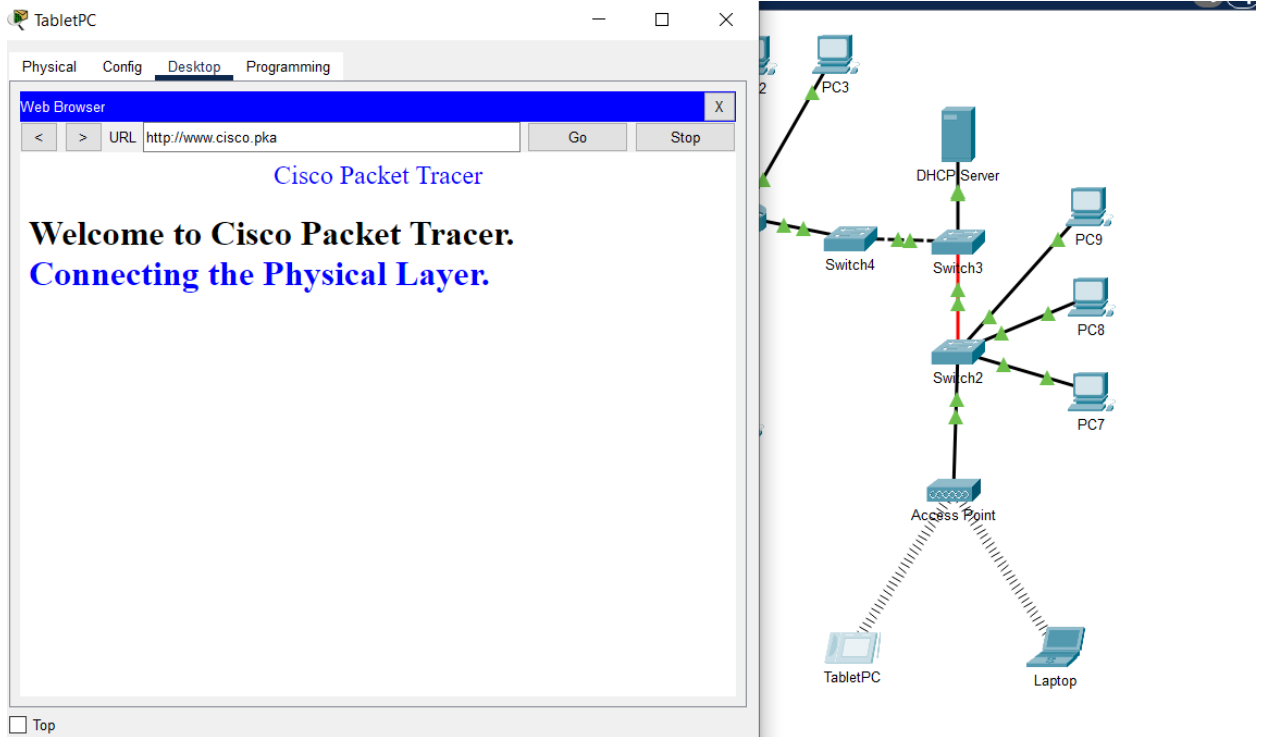 TabletPC
Physical Config Desktop Programming
Web Browser X
< > URL http://www.cisco.pka Go Stop
Cisco Packet Tracer
Welcome to Cisco Packet Tracer.
Connecting the Physical Layer.
Top
2
PC3
DHCP Server
PC9
Switch4
Switch3
PC8
Switch2
PC7
Access Point
TabletPC
Laptop